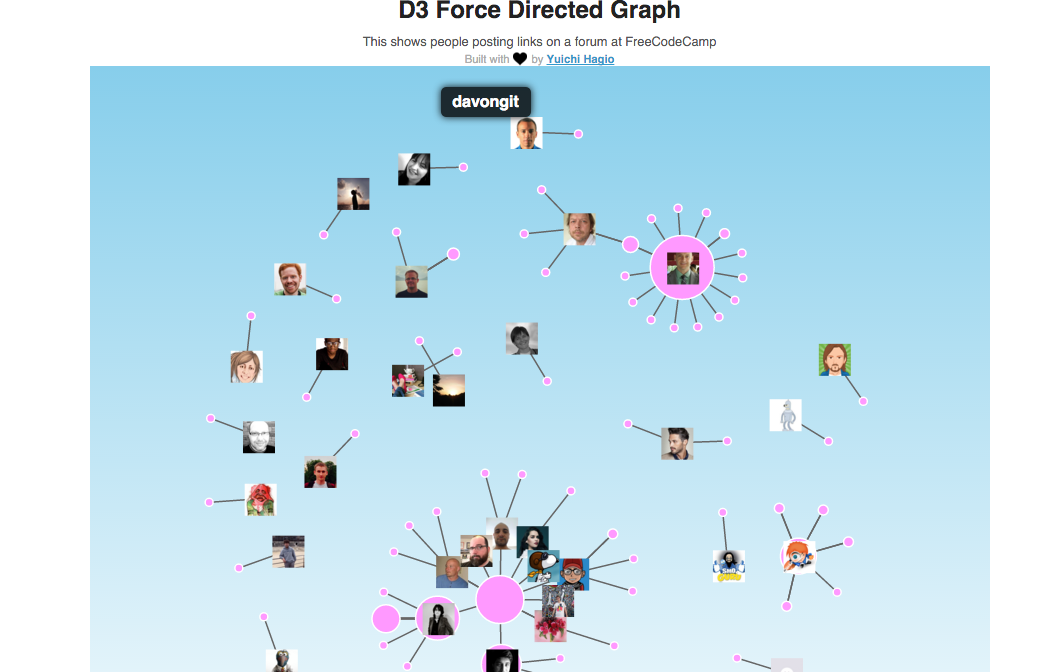 D3 Force Directed Graph
This shows people posting links on a forum at FreeCodeCamp
Built with by Yuichi Hagio
davongit